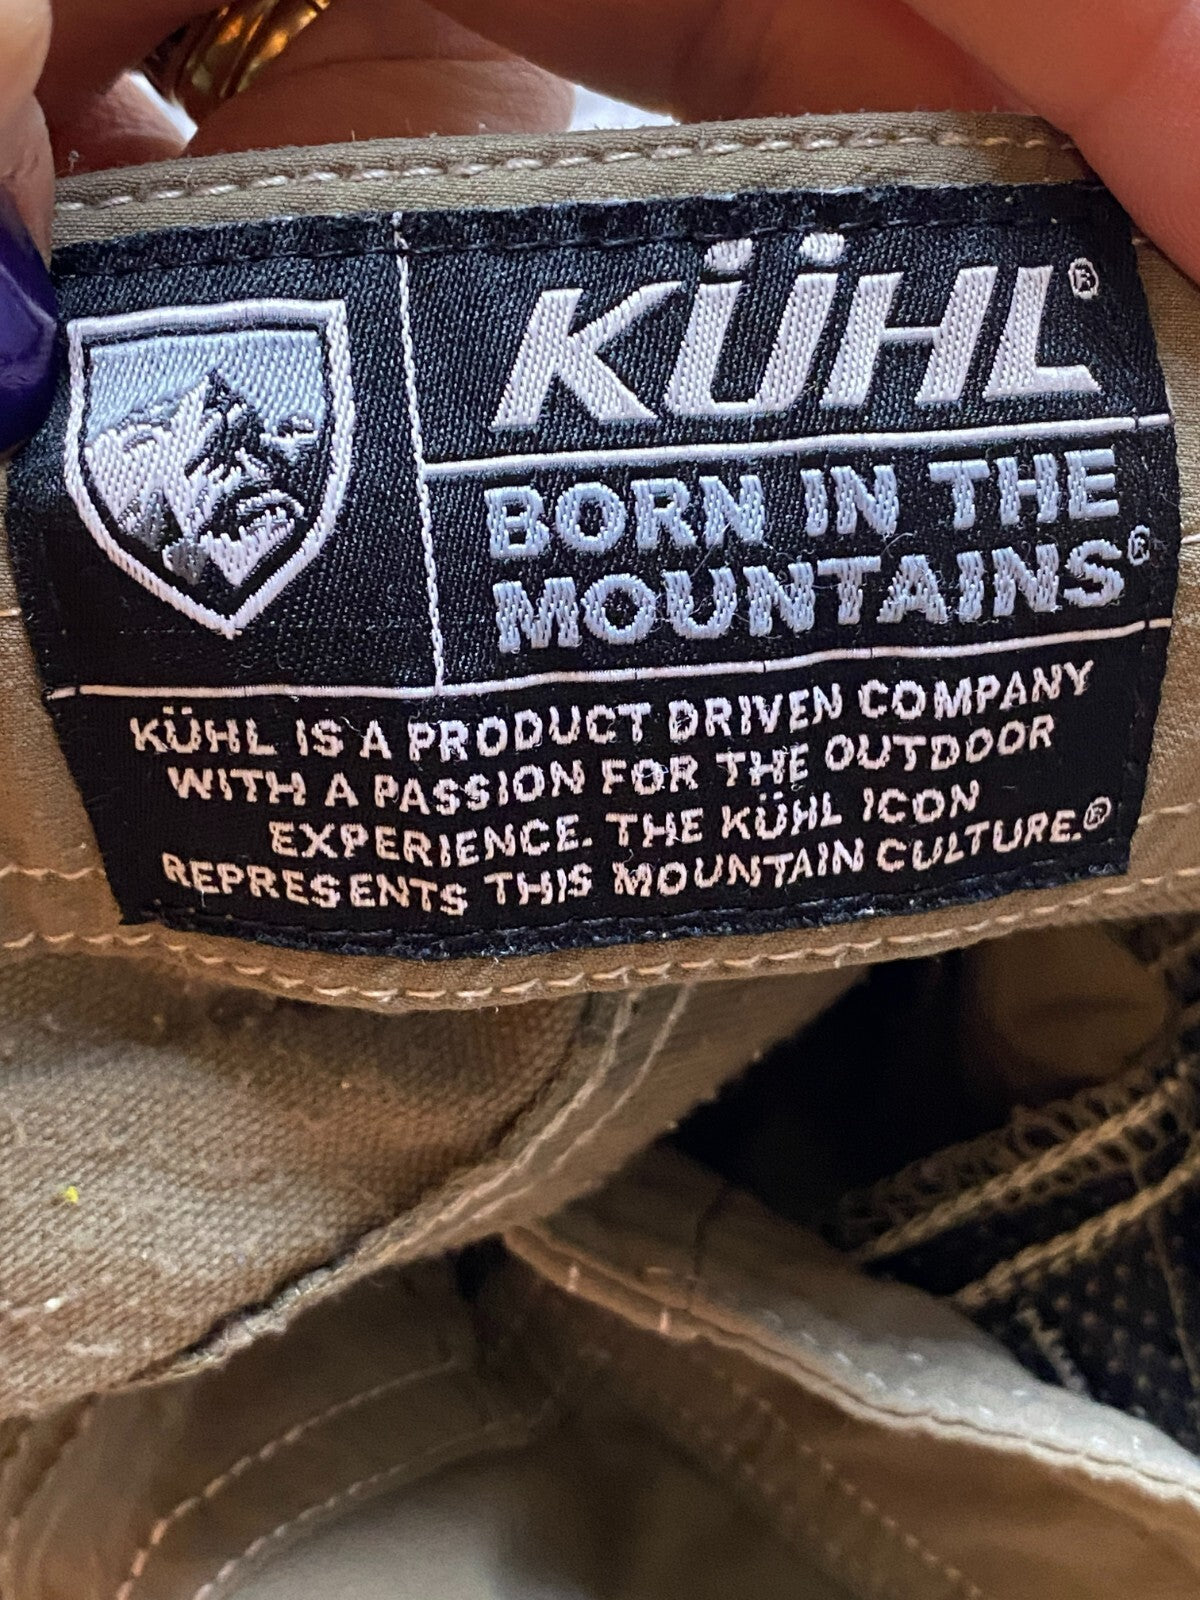 KÜHL®
BORN IN THE
MOUNTAINS®
KÜHL IS A PRODUCT DRIVEN COMPANY
WITH A PASSION FOR THE OUTDOOR
EXPERIENCE. THE KÜHL ICON
REPRESENTS THIS MOUNTAIN CULTURE.®